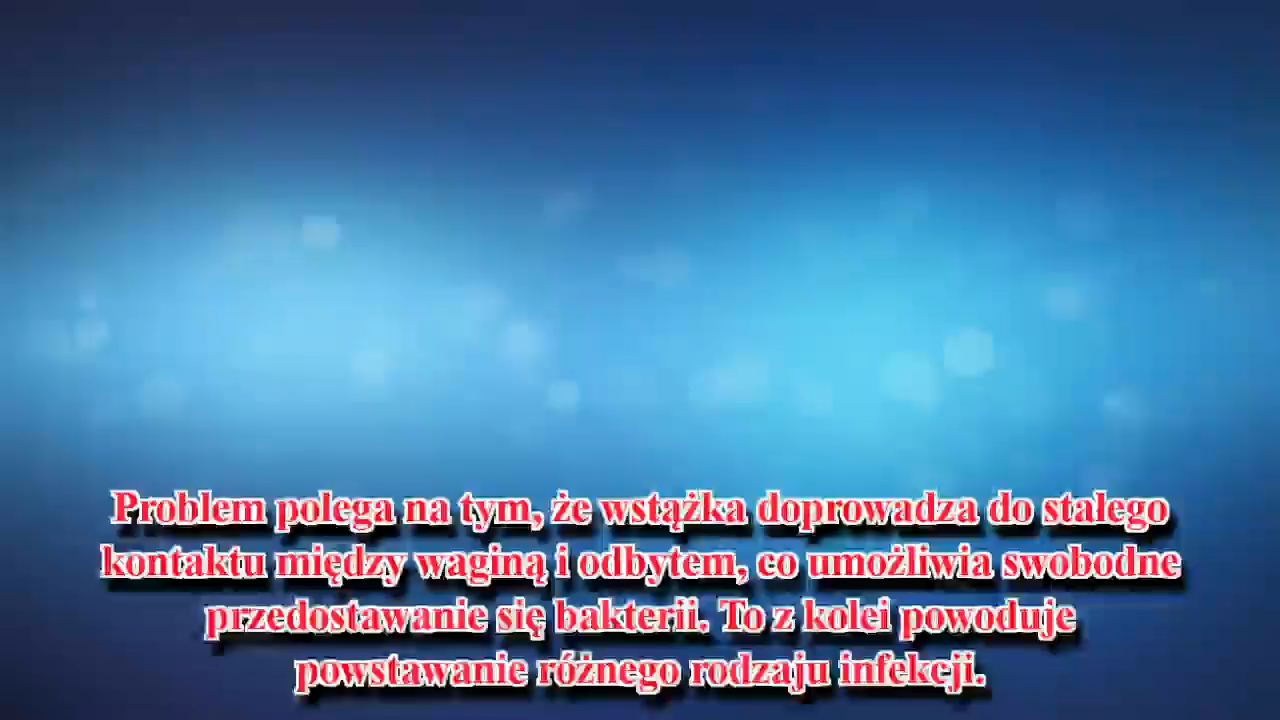 Problem polega na tym, że wstążka doprowadza do stałego
kontaktu między waginą i odbytem, co umożliwia swobodne
przedostawanie się bakterii. To z kolei powoduje
powstawanie różnego rodzaju infekcji.